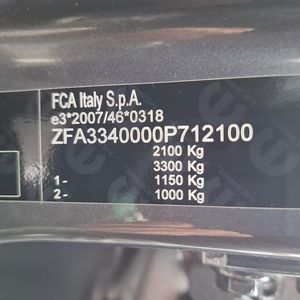 FCA Italy S.p.A.
e3*2007/46*0318
ZFA3340000P712100
2100 Kg
3300 Kg
1- 1150 Kg
2- 1000 Kg